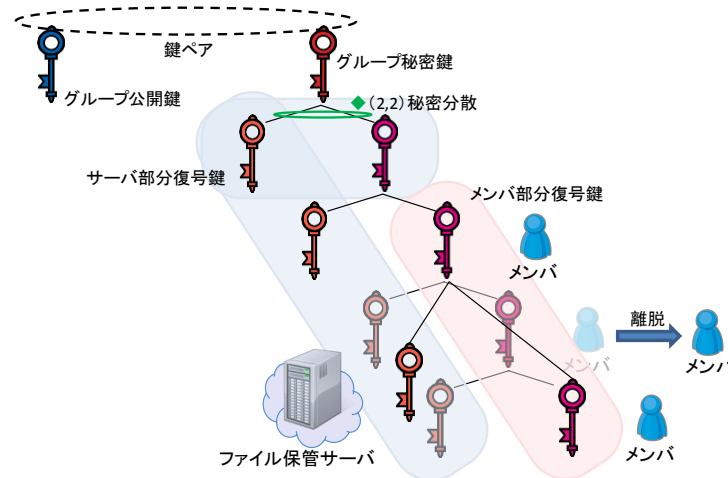 鍵ペア
グループ秘密鍵
グループ公開鍵
◆(2,2)秘密分散
サーバ部分復号鍵
メンバ部分復号鍵
メンバ
離脱
メンバ
メンバ
ファイル保管サーバ
メンバ